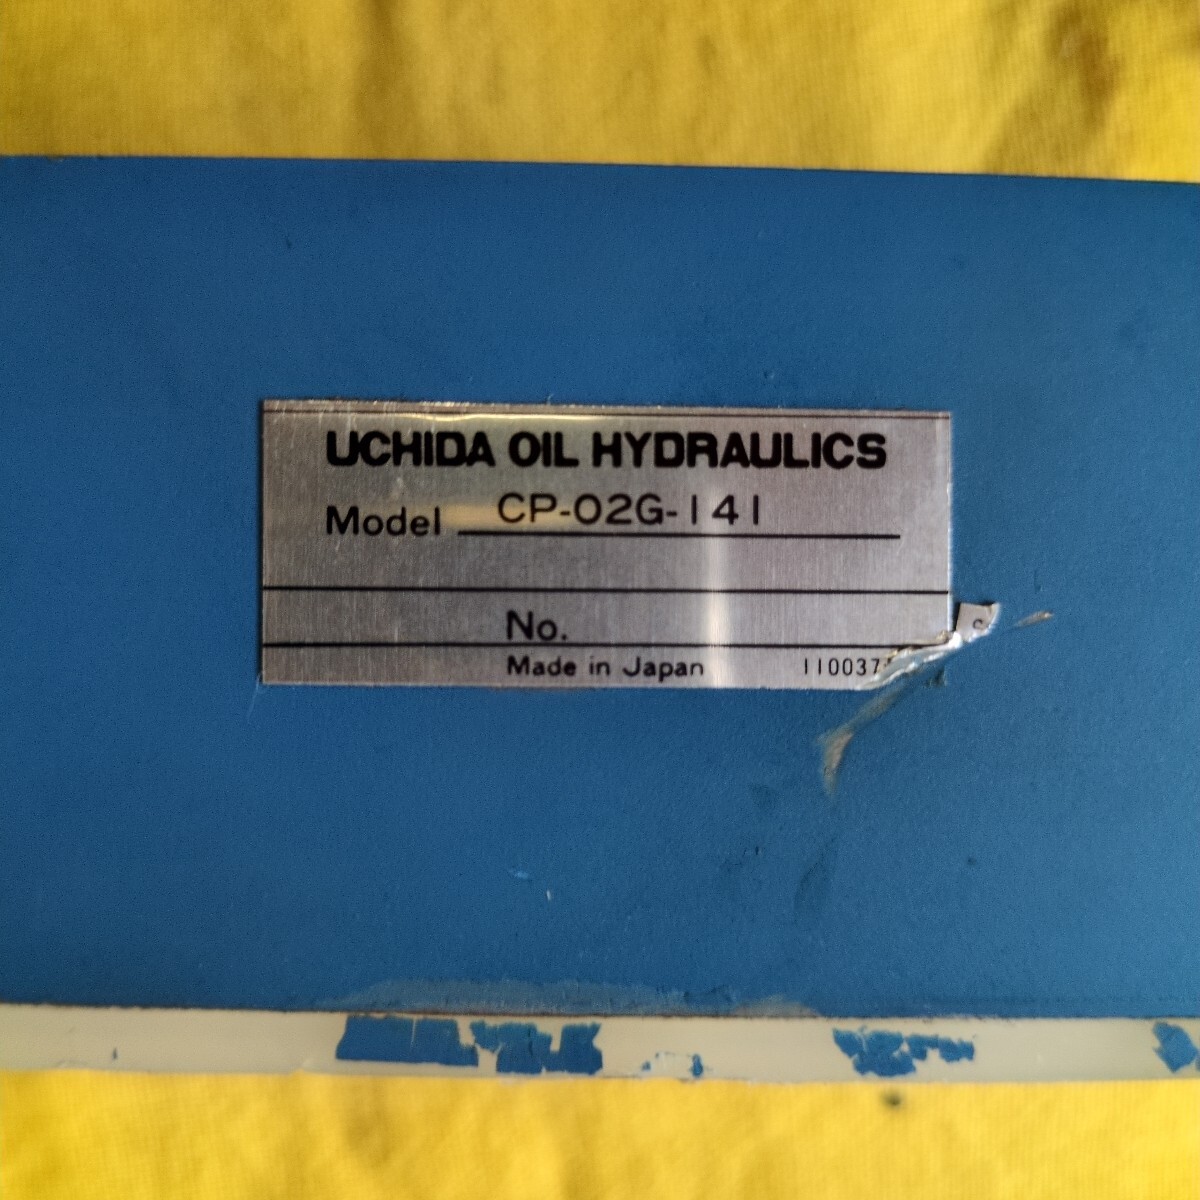 UCHIDA OIL HYDRAULICS
Model CP-02G-141
No.
Made in Japan